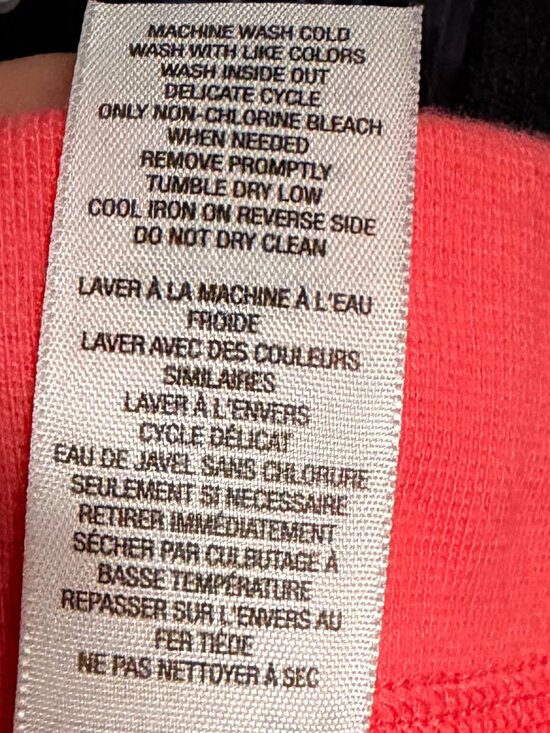 MACHINE WASH COLD
WASH WITH LIKE COLORS
WASH INSIDE OUT
DELICATE CYCLE
ONLY NON-CHLORINE BLEACH
WHEN NEEDED
REMOVE PROMPTLY
TUMBLE DRY LOW
COOL IRON ON REVERSE SIDE
DO NOT DRY CLEAN
LAVER À LA MACHINE À L'EAU
FROIDE
LAVER AVEC DES COULEURS
SIMILAIRES
LAVER À L'ENVERS
CYCLE DÉLICAT
EAU DE JAVEL SANS CHLORURE
SEULEMENT SI NECESSAIRE
RETIRER IMMÉDIATEMENT
SÉCHER PAR CULBUTAGE À
BASSE TEMPÉRATURE
REPASSER SUR L'ENVERS AU
FER TIÈDE
NE PAS NETTOYER À SEC